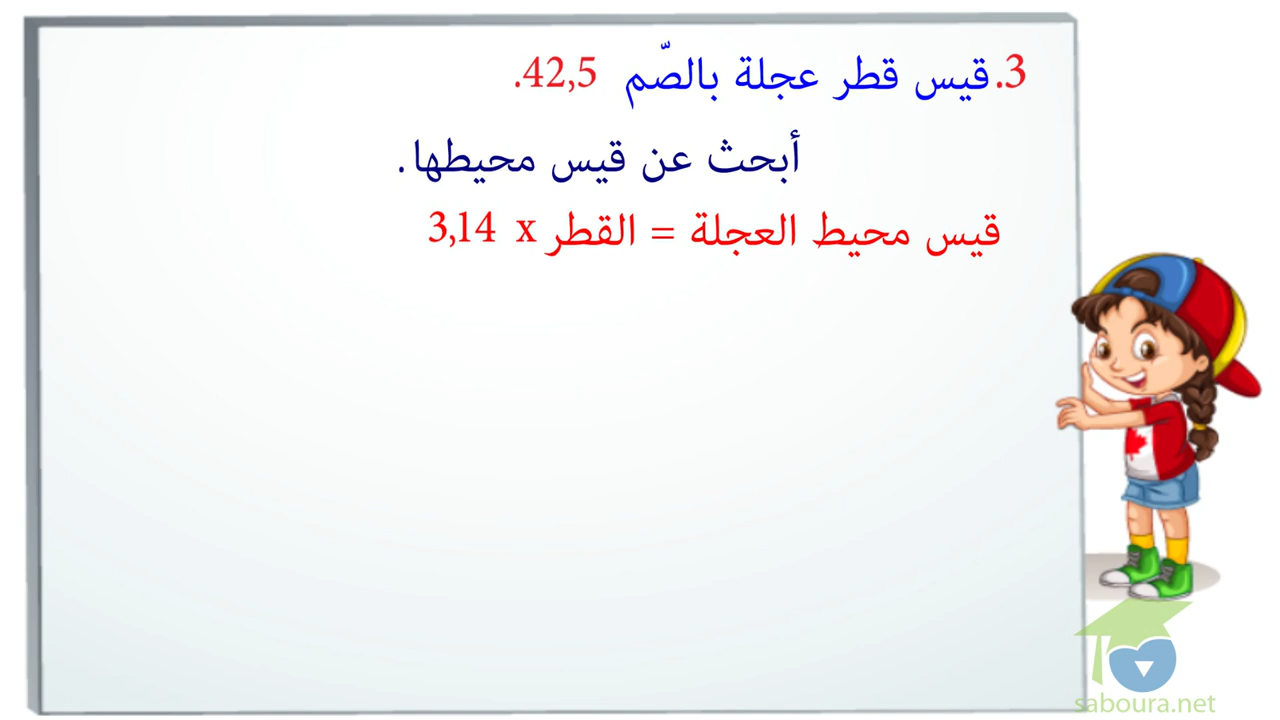 3. قيس قطر عجلة بالصّم 42,5.
أبحث عن قيس محيطها.
قيس محيط العجلة = القطر x 3,14
saboura.net